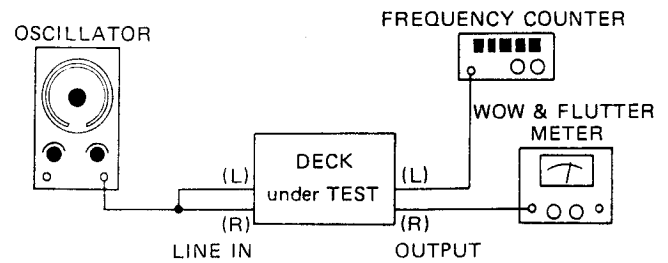 FREQUENCY COUNTER
OSCILLATOR
WOW & FLUTTER
METER
(L)
DECK
under TEST
(L)
(R)
(R)
LINE IN
OUTPUT